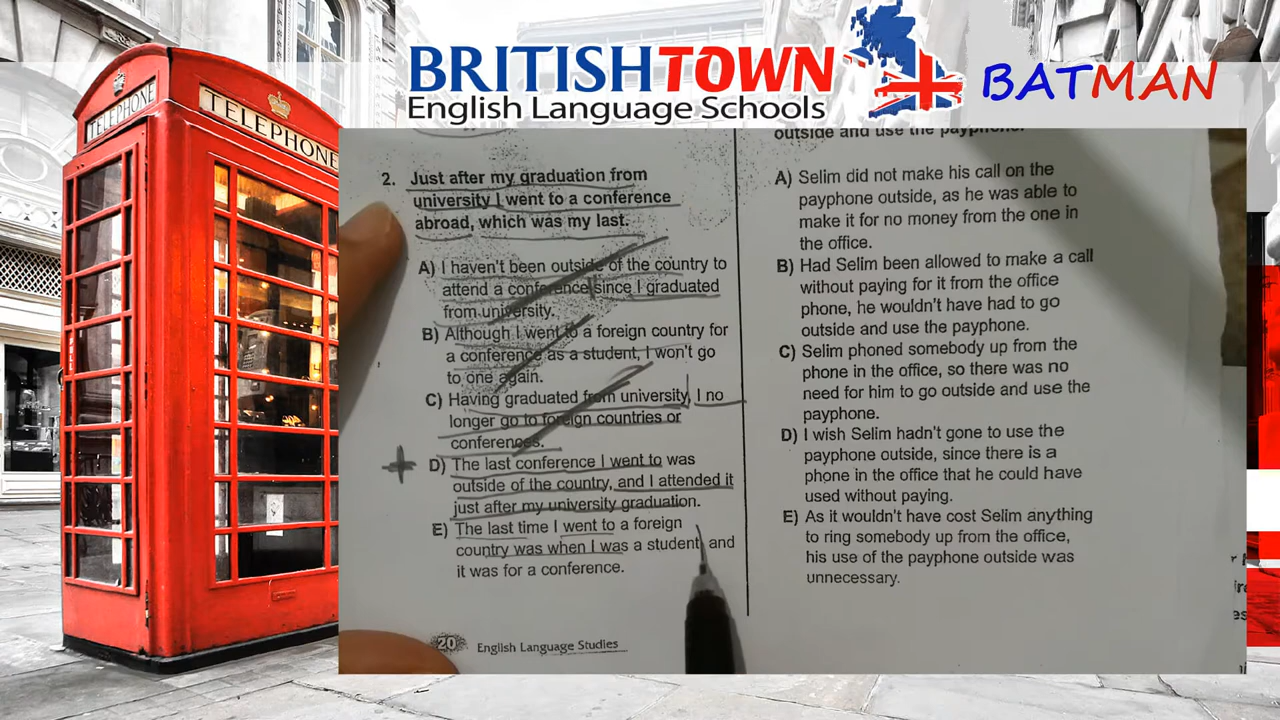 BRITISHTOWN
English Language Schools
BATMAN
TELEPHONE
TELEPHONE
2. Just after my graduation from
university I went to a conference
abroad, which was my last.
A) I haven't been outside of the country to
attend a conference since I graduated
from university.
B) Although I went to a foreign country for
a conference as a student, I won't go
to one again.
C) Having graduated from university, I no
longer go to foreign countries or
conferences.
D) The last conference I went to was
outside of the country, and I attended it
just after my university graduation.
E) The last time I went to a foreign
country was when I was a student, and
it was for a conference.
20 English Language Studies
outside and use the payphone.
A) Selim did not make his call on the
payphone outside, as he was able to
make it for no money from the one in
the office.
B) Had Selim been allowed to make a call
without paying for it from the office
phone, he wouldn't have had to go
outside and use the payphone.
C) Selim phoned somebody up from the
phone in the office, so there was no
need for him to go outside and use the
payphone.
D) I wish Selim hadn't gone to use the
payphone outside, since there is a
phone in the office that he could have
used without paying.
E) As it wouldn't have cost Selim anything
to ring somebody up from the office,
his use of the payphone outside was
unnecessary.